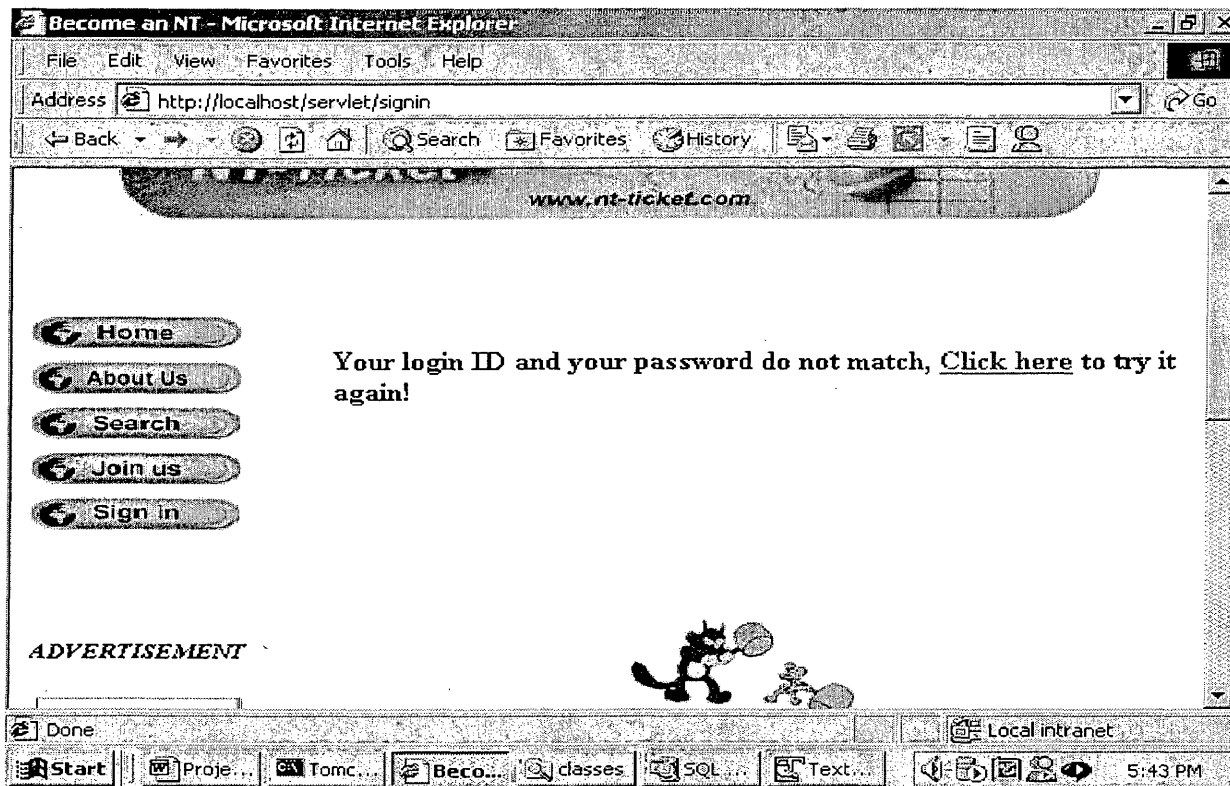 Become an NT - Microsoft Internet Explorer
File Edit View Favorites Tools Help
Address http://localhost/servlet/signin Go
Back Search Favorites History
NT-Ticket
www.nt-ticket.com
Home
About Us
Search
Join us
Sign in
Your login ID and your password do not match, Click here to try it
again!
ADVERTISEMENT
Done Local intranet
Start Proje... Tomc... Beco... classes SQL ... Text... 5:43 PM